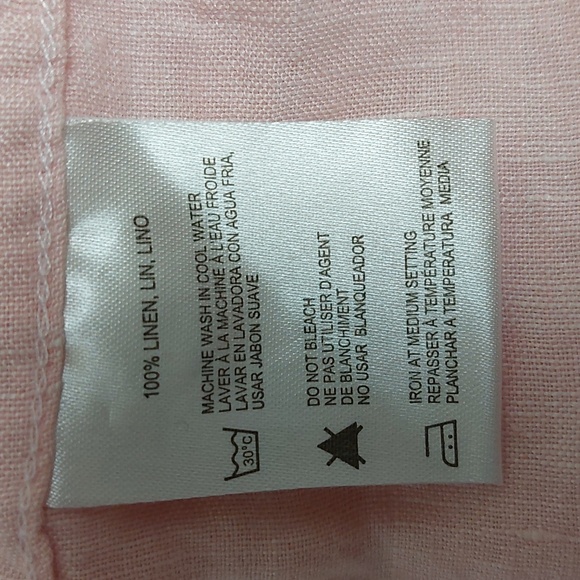 100% LINEN, LIN, LINO
MACHINE WASH IN COOL WATER
LAVER À LA MACHINE À L'EAU FROIDE
LAVAR EN LAVADORA CON AGUA FRIA,
USAR JABON SUAVE
30°C
DO NOT BLEACH
NE PAS UTILISER D'AGENT
DE BLANCHIMENT
NO USAR BLANQUEADOR
IRON AT MEDIUM SETTING
REPASSER À TEMPÉRATURE MOYENNE
PLANCHAR A TEMPERATURA MEDIA